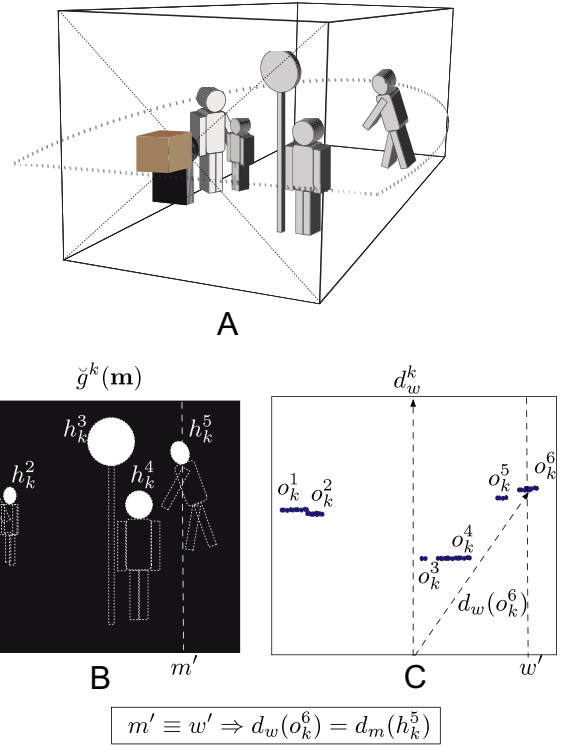 A
ğ̆^k(m)
h_k^2
h_k^3
h_k^4
h_k^5
m′
B
d_w^k
o_k^1
o_k^2
o_k^3
o_k^4
o_k^5
o_k^6
d_w(o_k^6)
w′
C
m′ ≡ w′ ⇒ d_w(o_k^6) = d_m(h_k^5)